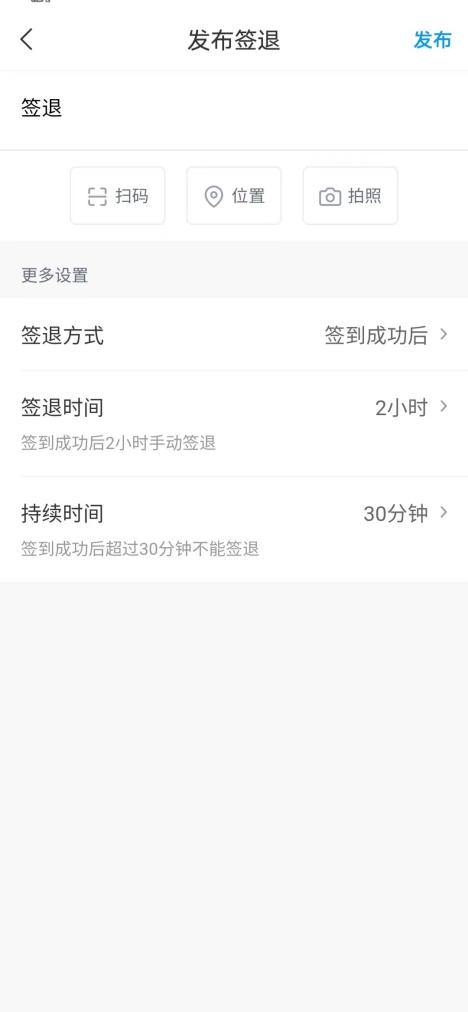 发布签退
发布
签退
扫码
位置
拍照
更多设置
签退方式
签到成功后
签退时间
2小时
签到成功后2小时手动签退
持续时间
30分钟
签到成功后超过30分钟不能签退